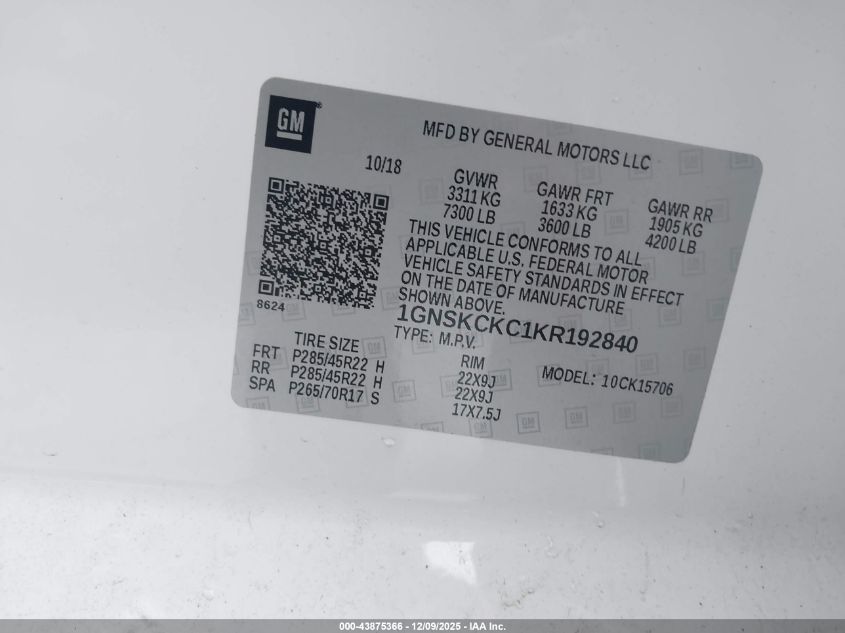 GM®
MFD BY GENERAL MOTORS LLC
10/18
GVWR GAWR FRT GAWR RR
3311 KG 1633 KG 1905 KG
7300 LB 3600 LB 4200 LB
THIS VEHICLE CONFORMS TO ALL
APPLICABLE U.S. FEDERAL MOTOR
VEHICLE SAFETY STANDARDS IN EFFECT
ON THE DATE OF MANUFACTURE
SHOWN ABOVE.
8624
1GNSKCKC1KR192840
TYPE: M.P.V.
MODEL: 10CK15706
TIRE SIZE RIM
FRT P285/45R22 H 22X9J
RR P285/45R22 H 22X9J
SPA P265/70R17 S 17X7.5J
000-43875366 - 12/09/2025 - IAA Inc.